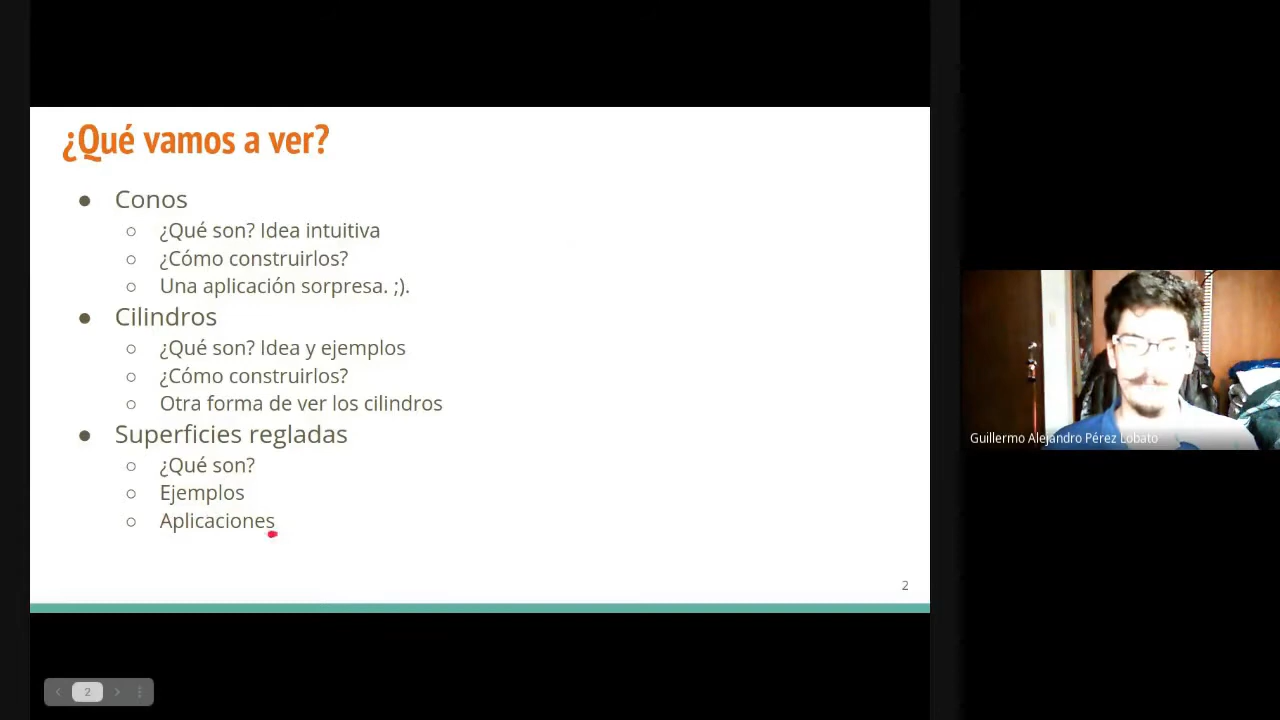 ¿Qué vamos a ver?
● Conos
○ ¿Qué son? Idea intuitiva
○ ¿Cómo construirlos?
○ Una aplicación sorpresa. ;).
● Cilindros
○ ¿Qué son? Idea y ejemplos
○ ¿Cómo construirlos?
○ Otra forma de ver los cilindros
● Superficies regladas
○ ¿Qué son?
○ Ejemplos
○ Aplicaciones
2
Guillermo Alejandro Pérez Lobato
2